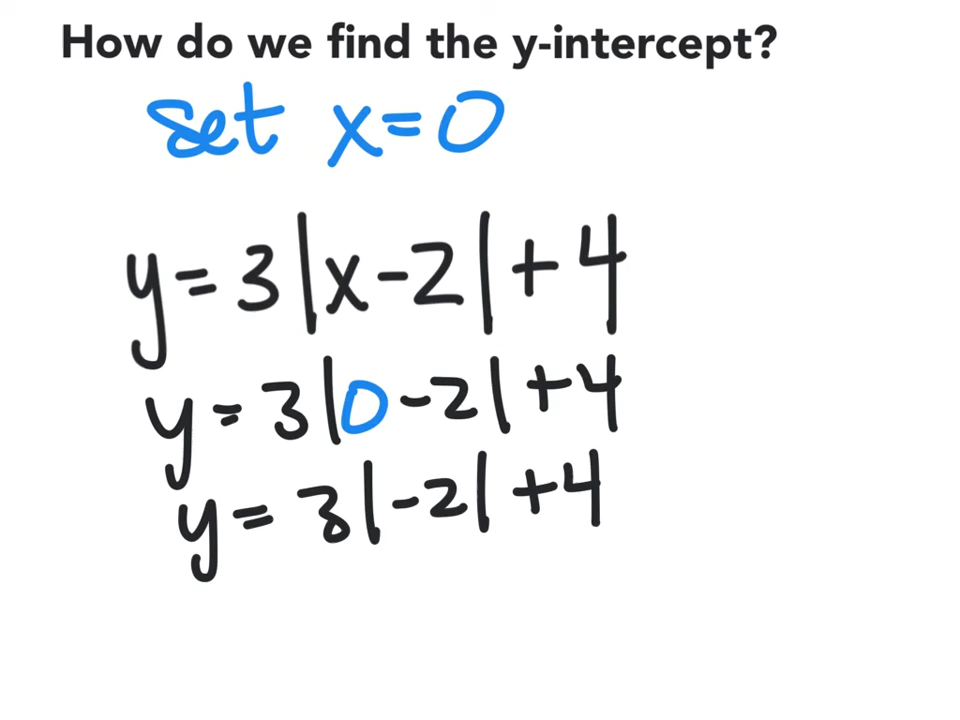 How do we find the y-intercept?
set x=0
y=3|x-2|+4
y=3|0-2|+4
y=3|-2|+4